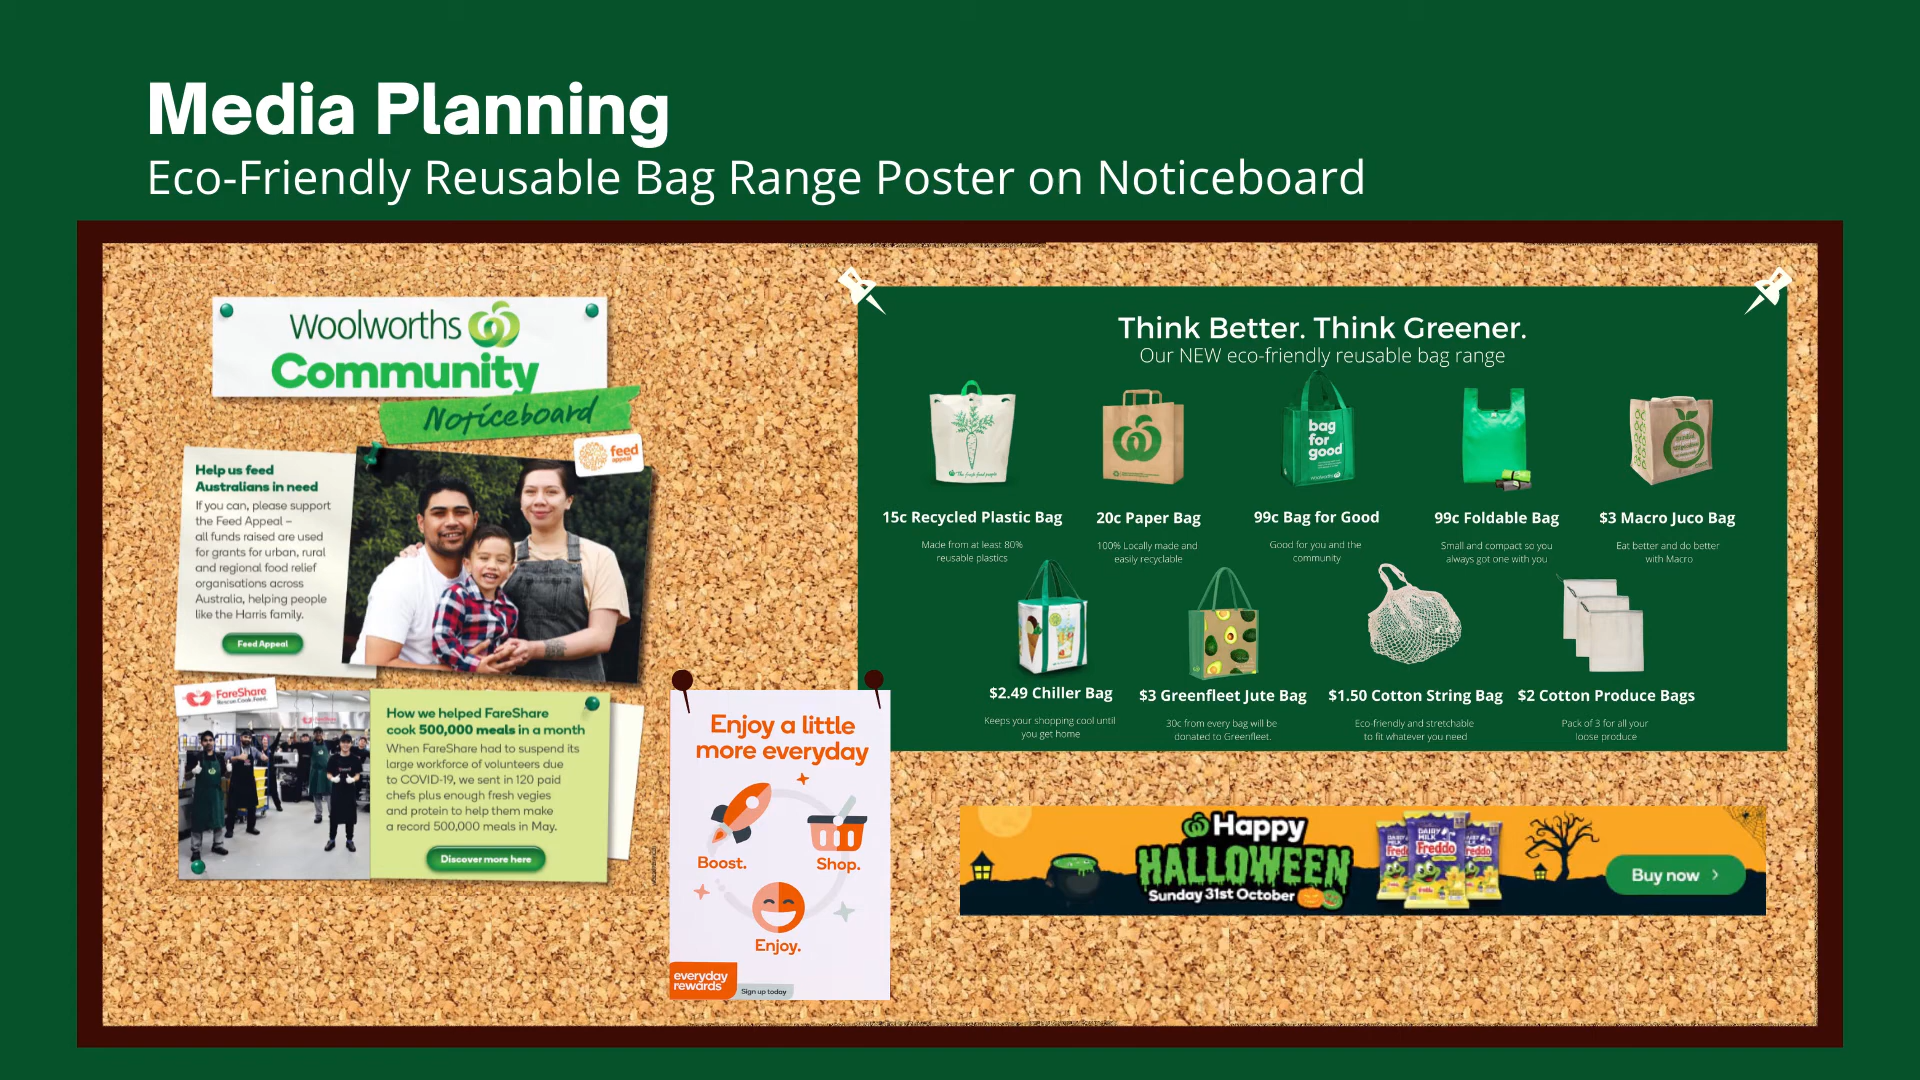 Media Planning
Eco-Friendly Reusable Bag Range Poster on Noticeboard
Woolworths
Community
Noticeboard
feed
appeal
Help us feed
Australians in need
If you can, please support
the Feed Appeal –
all funds raised are used
for grants for urban, rural
and regional food relief
organisations across
Australia, helping people
like the Harris family.
Feed Appeal
FareShare
Rescue.Cook.Feed.
FareShare
How we helped FareShare
cook 500,000 meals in a month
When FareShare had to suspend its
large workforce of volunteers due
to COVID-19, we sent in 120 paid
chefs plus enough fresh vegies
and protein to help them make
a record 500,000 meals in May.
Discover more here
Enjoy a little
more everyday
Boost.
Shop.
Enjoy.
everyday
rewards
Sign up today
Think Better. Think Greener.
Our NEW eco-friendly reusable bag range
The fresh food people
bag
for
good
Woolworths
15c Recycled Plastic Bag
Made from at least 80%
reusable plastics
20c Paper Bag
100% Locally made and
easily recyclable
99c Bag for Good
Good for you and the
community
99c Foldable Bag
Small and compact so you
always got one with you
$3 Macro Juco Bag
Eat better and do better
with Macro
$2.49 Chiller Bag
Keeps your shopping cool until
you get home
$3 Greenfleet Jute Bag
30c from every bag will be
donated to Greenfleet.
$1.50 Cotton String Bag
Eco-friendly and stretchable
to fit whatever you need
$2 Cotton Produce Bags
Pack of 3 for all your
loose produce
Happy
HALLOWEEN
Sunday 31st October
DAIRY
MILK
Freddo
Buy now